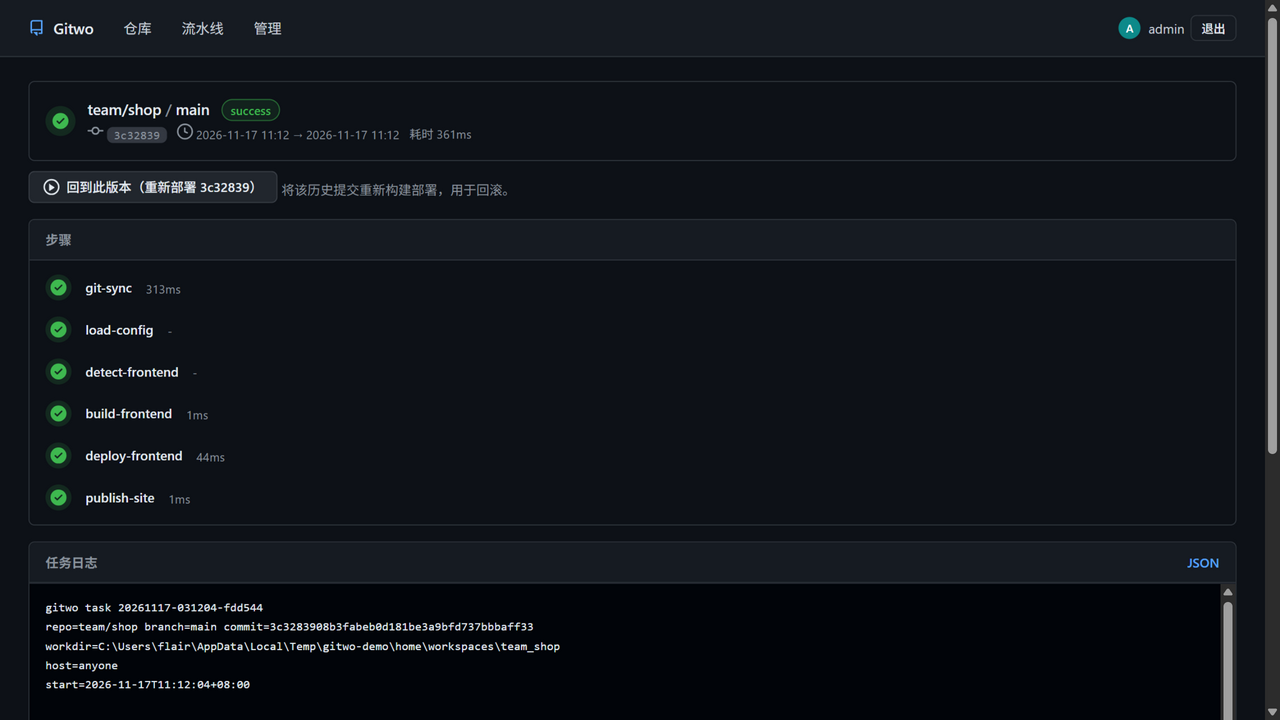 Gitwo 仓库 流水线 管理 A admin 退出
team/shop / main success
3c32839 2026-11-17 11:12 → 2026-11-17 11:12 耗时 361ms
回到此版本（重新部署 3c32839） 将该历史提交重新构建部署，用于回滚。
步骤
git-sync 313ms
load-config -
detect-frontend -
build-frontend 1ms
deploy-frontend 44ms
publish-site 1ms
任务日志 JSON
gitwo task 20261117-031204-fdd544
repo=team/shop branch=main commit=3c3283908b3fabeb0d181be3a9bfd737bbbaff33
workdir=C:\Users\flair\AppData\Local\Temp\gitwo-demo\home\workspaces\team_shop
host=anyone
start=2026-11-17T11:12:04+08:00